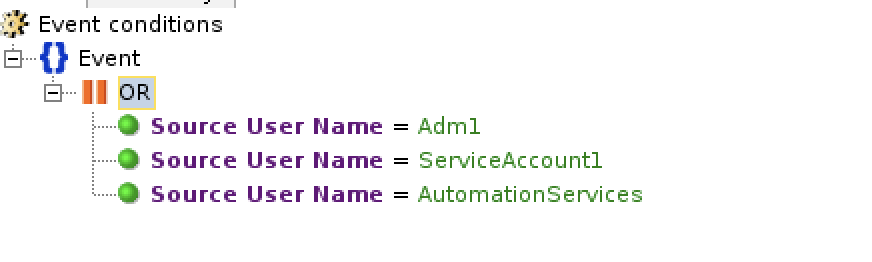 Event conditions
Event
OR
Source User Name = Adm1
Source User Name = ServiceAccount1
Source User Name = AutomationServices